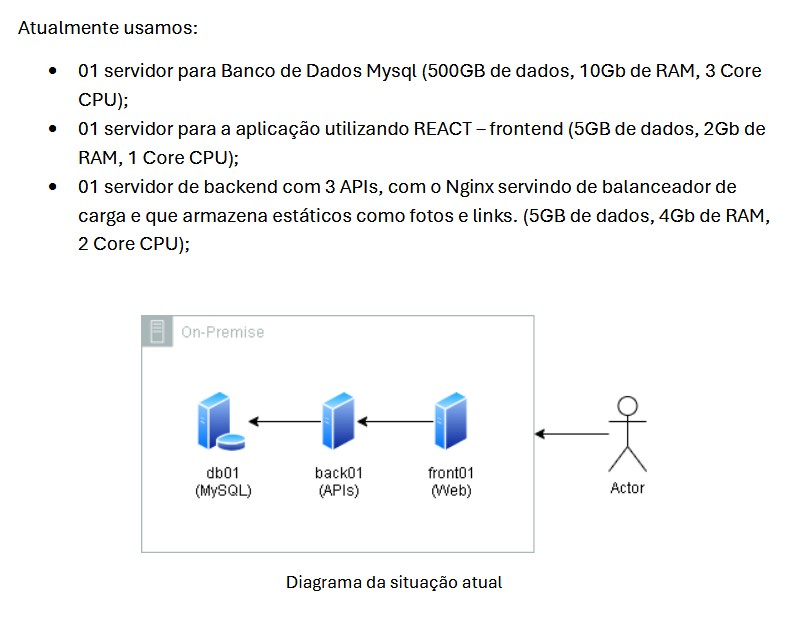 Atualmente usamos:
• 01 servidor para Banco de Dados Mysql (500GB de dados, 10Gb de RAM, 3 Core
CPU);
• 01 servidor para a aplicação utilizando REACT – frontend (5GB de dados, 2Gb de
RAM, 1 Core CPU);
• 01 servidor de backend com 3 APIs, com o Nginx servindo de balanceador de
carga e que armazena estáticos como fotos e links. (5GB de dados, 4Gb de RAM,
2 Core CPU);
On-Premise
db01
(MySQL)
back01
(APIs)
front01
(Web)
Actor
Diagrama da situação atual